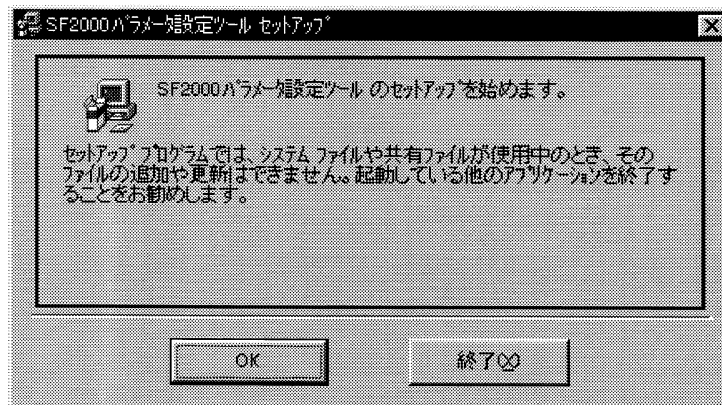 SF2000パラメータ設定ツール セットアップ
SF2000パラメータ設定ツール のセットアップを始めます。
セットアップ プログラムでは、システム ファイルや共有ファイルが使用中のとき、その
ファイルの追加や更新はできません。起動している他のアプリケーションを終了す
ることをお勧めします。
OK
終了(X)